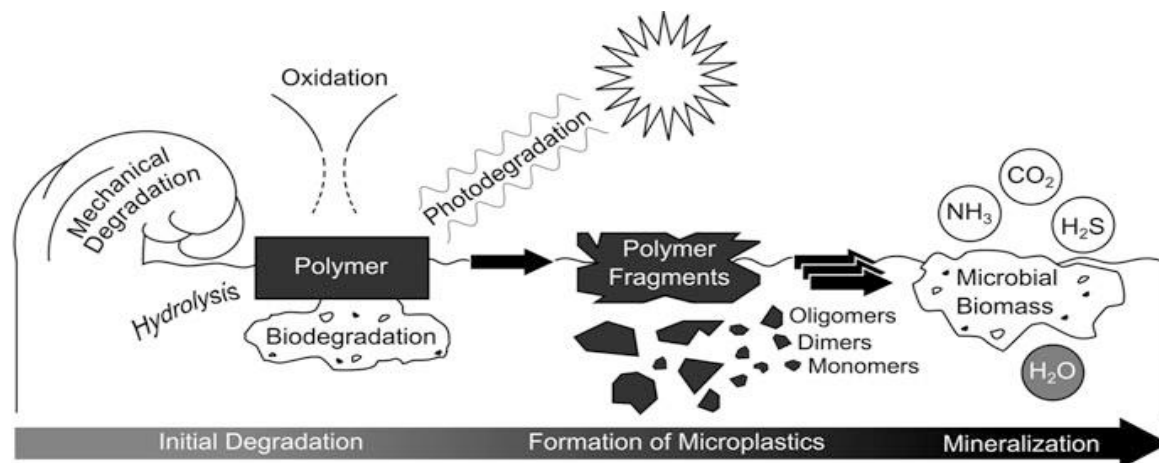 Oxidation
Mechanical
Degradation
Photodegradation
Hydrolysis
Polymer
Biodegradation
Polymer
Fragments
Oligomers
Dimers
Monomers
CO₂
NH₃
H₂S
Microbial
Biomass
H₂O
Initial Degradation
Formation of Microplastics
Mineralization